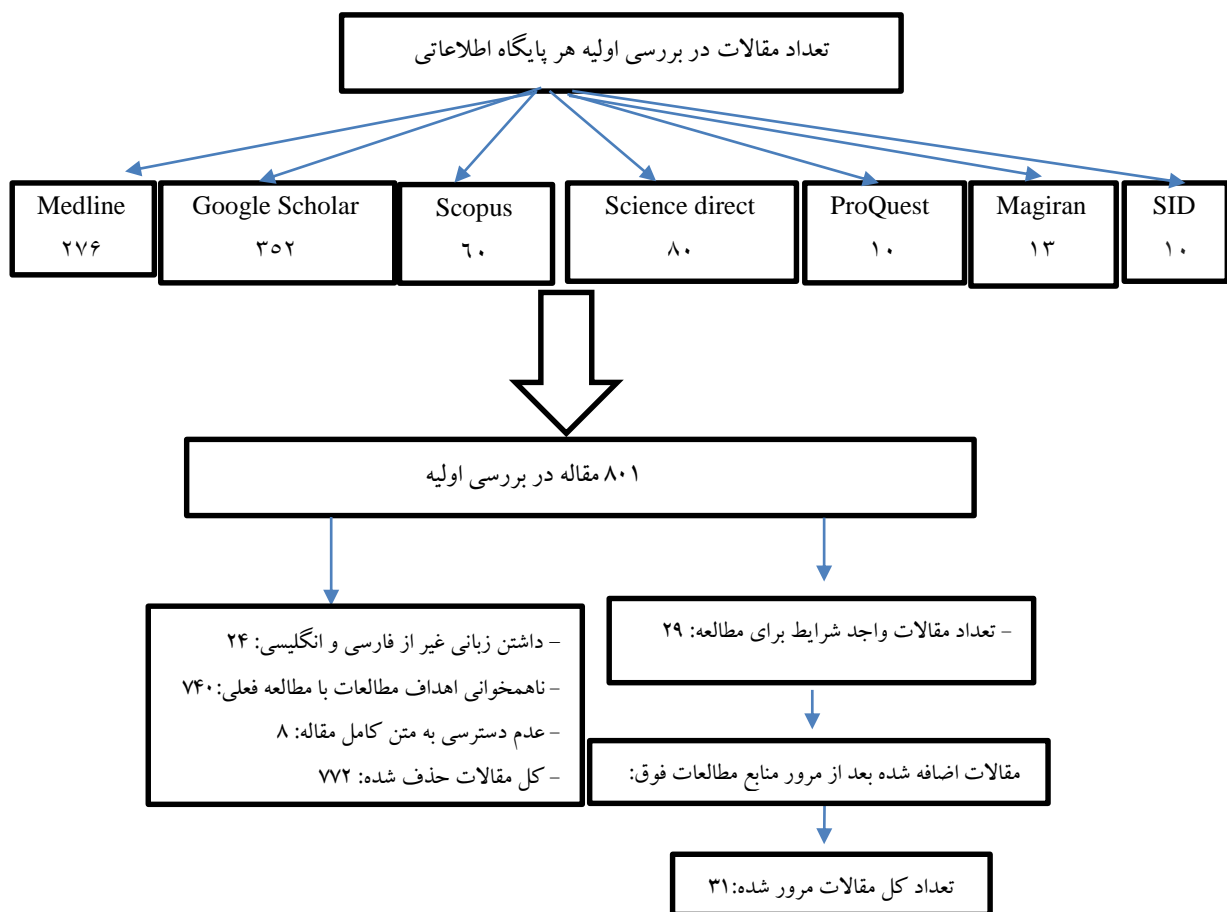 تعداد مقالات در بررسی اولیه هر پایگاه اطلاعاتی
Medline
۲۷۶
Google Scholar
۳۵۲
Scopus
٦۰
Science direct
۸۰
ProQuest
۱۰
Magiran
۱۳
SID
۱۰
۸۰۱ مقاله در بررسی اولیه
- داشتن زبانی غیر از فارسی و انگلیسی: ۲۴
- ناهمخوانی اهداف مطالعات با مطالعه فعلی: ۷۴۰
- عدم دسترسی به متن کامل مقاله: ۸
- کل مقالات حذف شده: ۷۷۲
- تعداد مقالات واجد شرایط برای مطالعه: ۲۹
مقالات اضافه شده بعد از مرور منابع مطالعات فوق:
تعداد کل مقالات مرور شده:۳۱